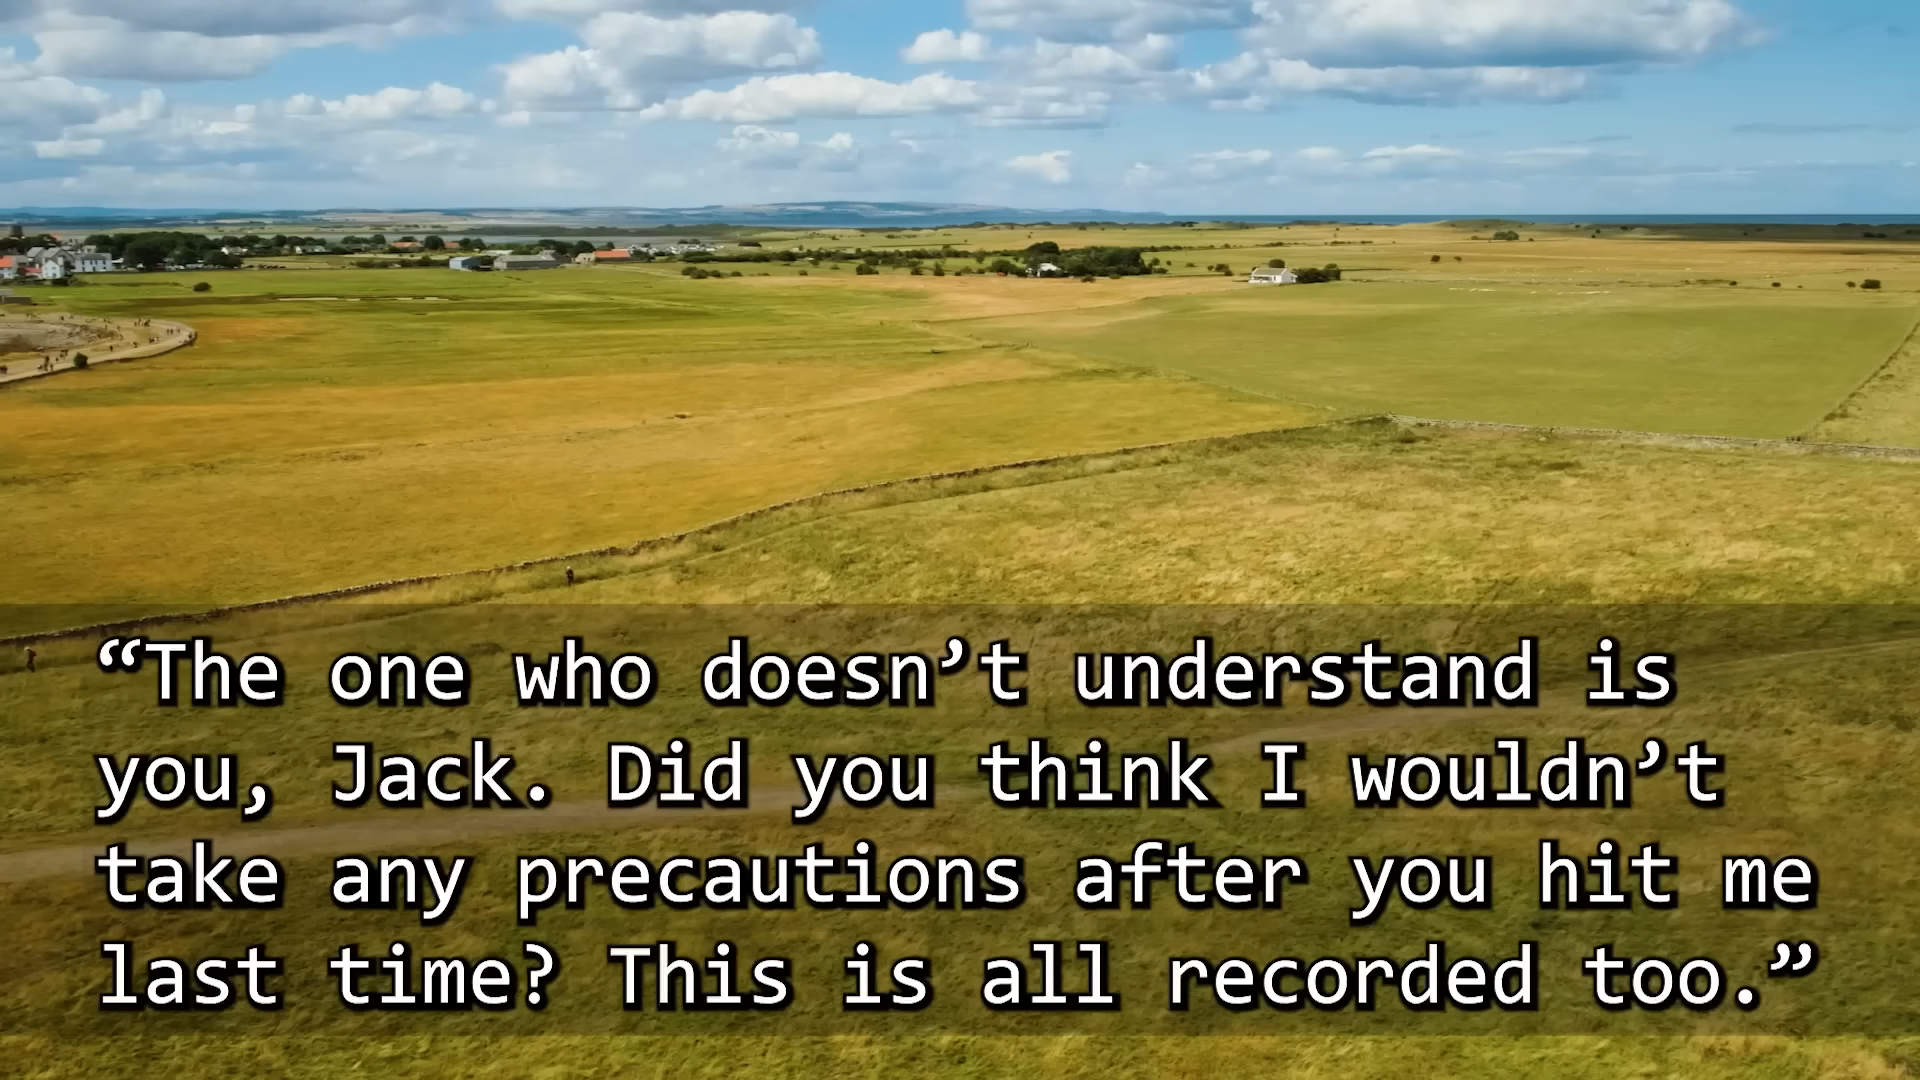 “The one who doesn’t understand is
you, Jack. Did you think I wouldn’t
take any precautions after you hit me
last time? This is all recorded too.”